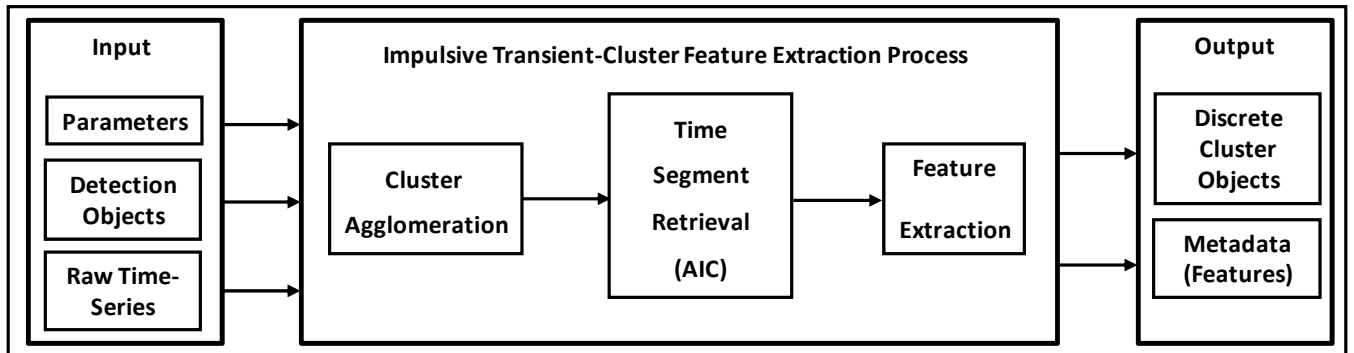 Input
Parameters
Detection
Objects
Raw Time-
Series
Impulsive Transient-Cluster Feature Extraction Process
Cluster
Agglomeration
Time
Segment
Retrieval
(AIC)
Feature
Extraction
Output
Discrete
Cluster
Objects
Metadata
(Features)